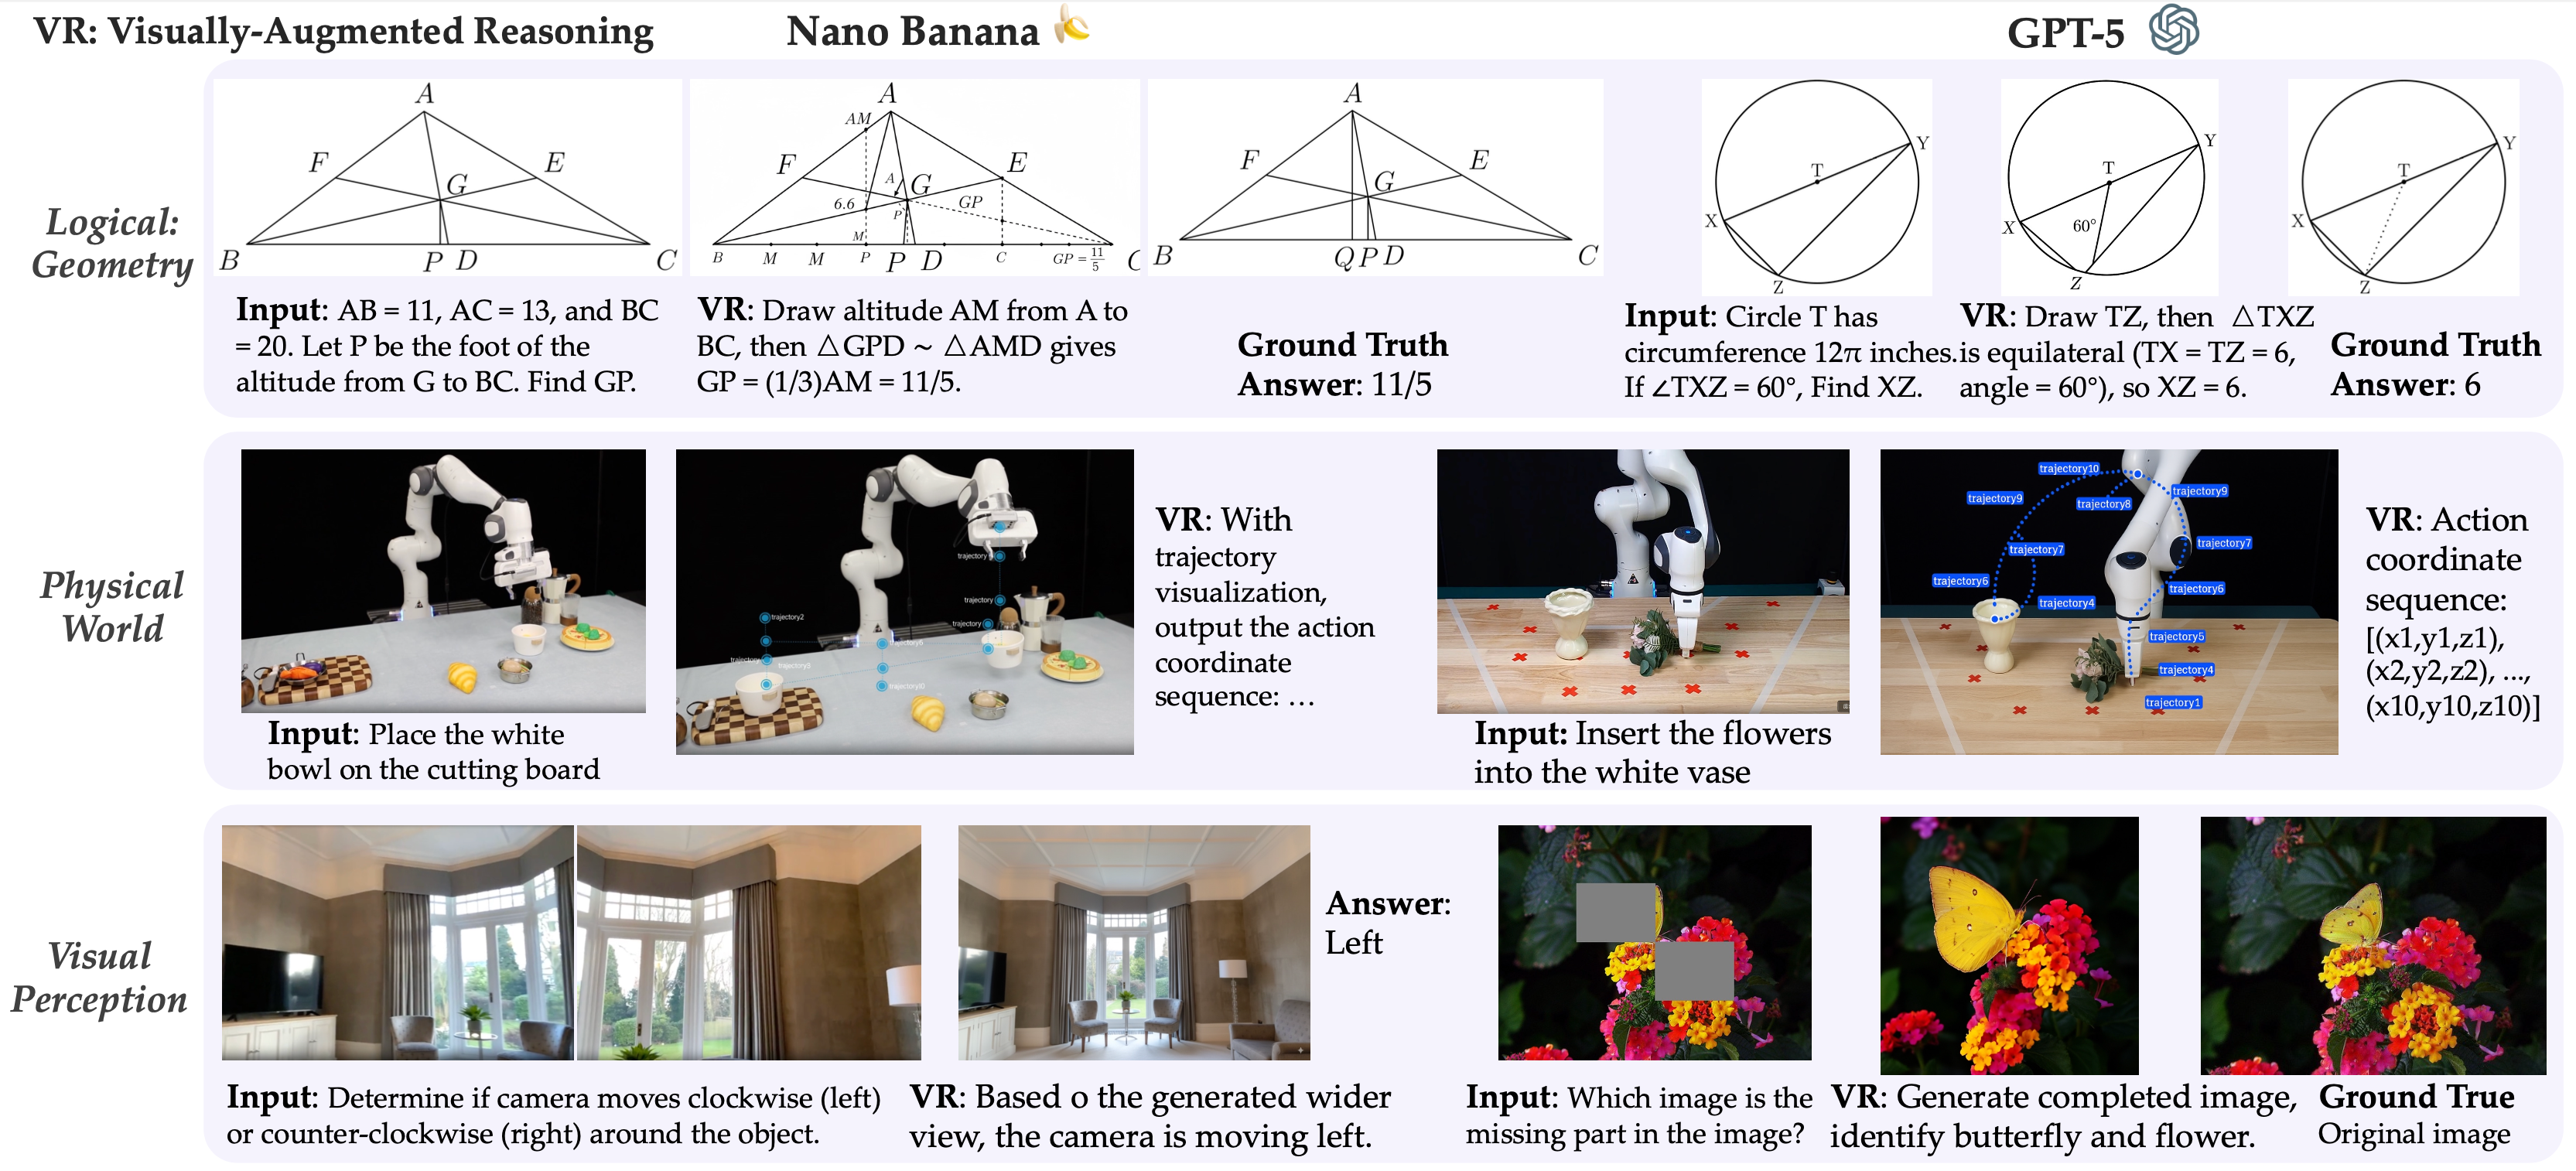 VR: Visually-Augmented Reasoning
Nano Banana
GPT-5
Logical:
Geometry
A
F
E
G
B
P D
C
A
AM
F
E
A
G
GP
6.6
P
M
B
M
M
P
P D
C
GP = 11/5
C
A
F
E
G
B
Q P D
C
T
Y
X
Z
T
Y
X
60°
Z
T
Y
X
Z
Input: AB = 11, AC = 13, and BC
= 20. Let P be the foot of the
altitude from G to BC. Find GP.
VR: Draw altitude AM from A to
BC, then △GPD ~ △AMD gives
GP = (1/3)AM = 11/5.
Ground Truth
Answer: 11/5
Input: Circle T has
circumference 12π inches.
If ∠TXZ = 60°, Find XZ.
VR: Draw TZ, then △TXZ
is equilateral (TX = TZ = 6,
angle = 60°), so XZ = 6.
Ground Truth
Answer: 6
Physical
World
Input: Place the white
bowl on the cutting board
trajectory
trajectory
trajectory
trajectory2
trajectory10
VR: With
trajectory
visualization,
output the action
coordinate
sequence: …
Input: Insert the flowers
into the white vase
trajectory10
trajectory9
trajectory9
trajectory8
trajectory7
trajectory7
trajectory6
trajectory6
trajectory4
trajectory5
trajectory4
trajectory1
VR: Action
coordinate
sequence:
[(x1,y1,z1),
(x2,y2,z2), ...,
(x10,y10,z10)]
Visual
Perception
Input: Determine if camera moves clockwise (left)
or counter-clockwise (right) around the object.
VR: Based o the generated wider
view, the camera is moving left.
Answer:
Left
Input: Which image is the
missing part in the image?
VR: Generate completed image,
identify butterfly and flower.
Ground True
Original image